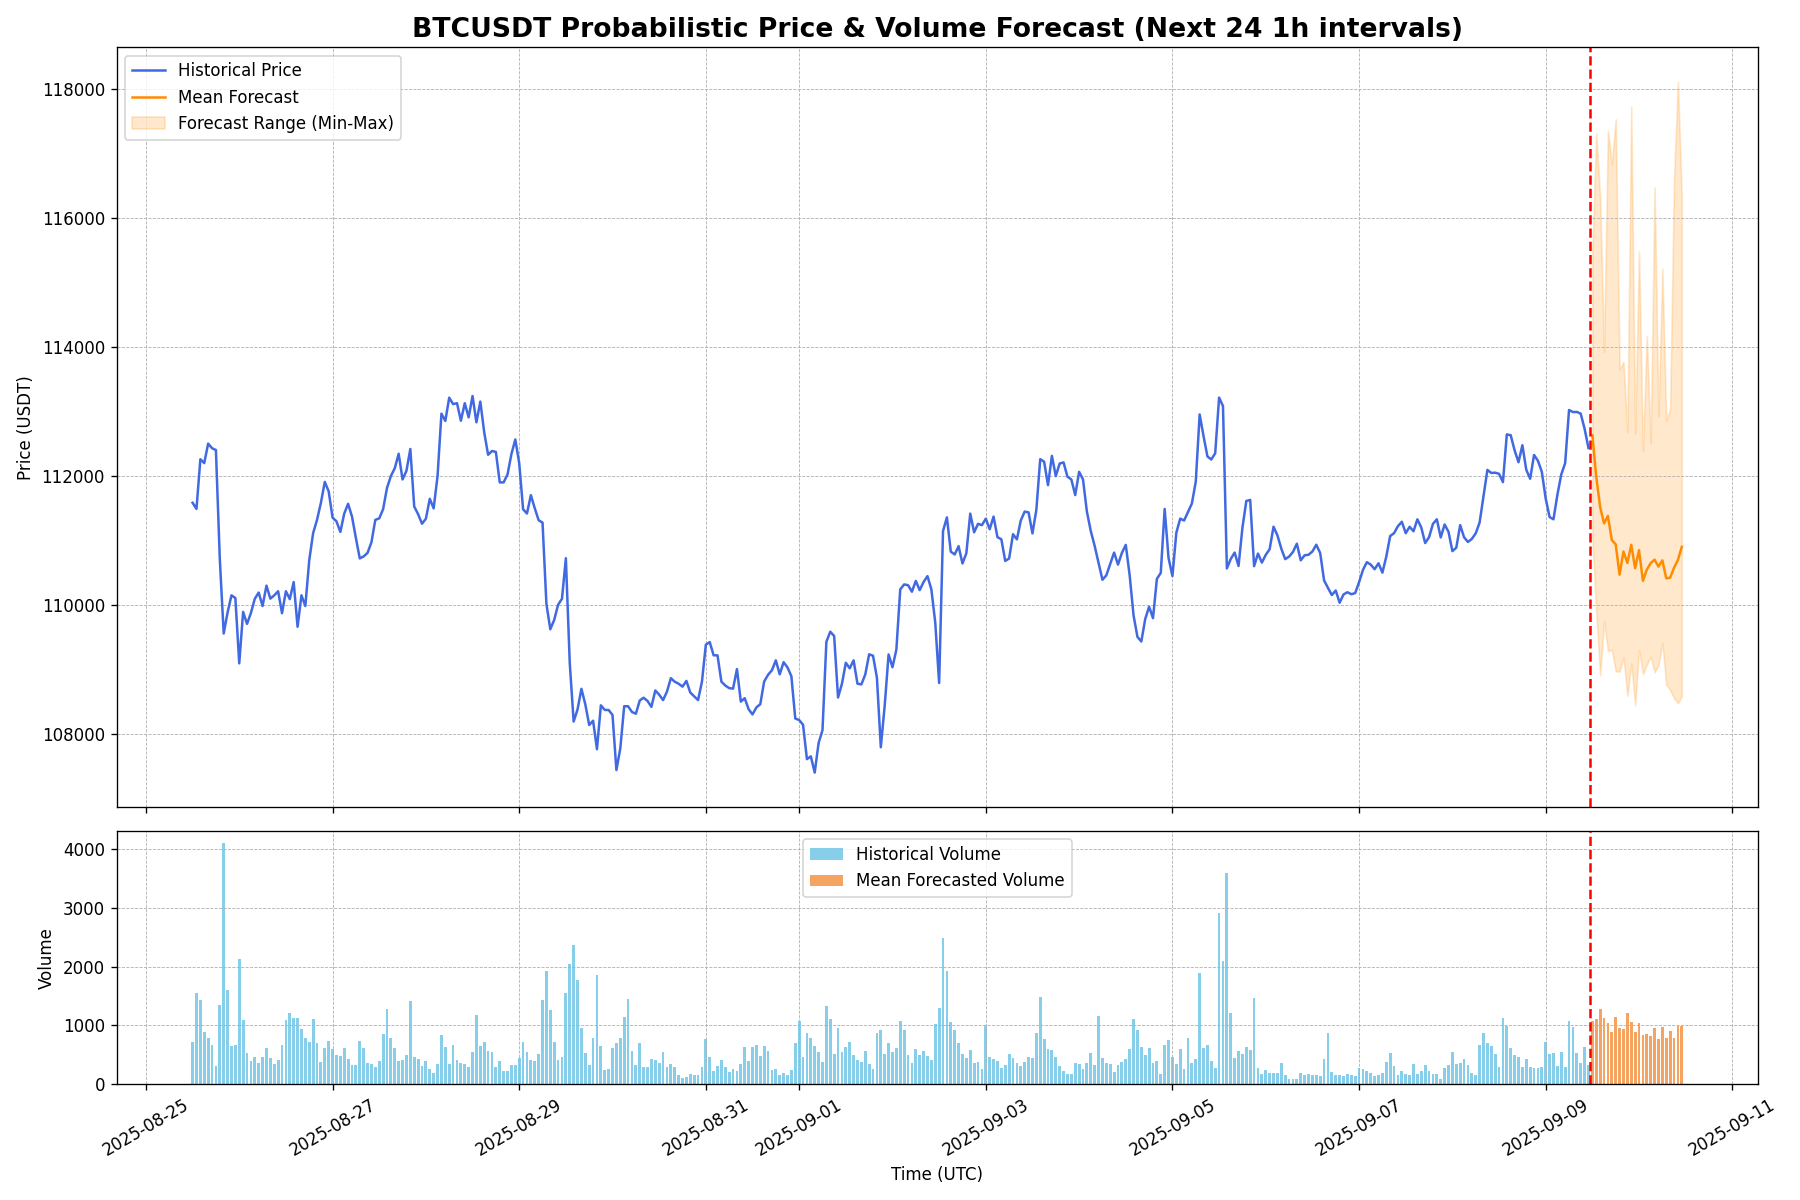 BTCUSDT Probabilistic Price & Volume Forecast (Next 24 1h intervals)
Historical Price
Mean Forecast
Forecast Range (Min-Max)
118000
116000
114000
112000
110000
108000
Price (USDT)
Historical Volume
Mean Forecasted Volume
4000
3000
2000
1000
0
Volume
2025-08-25
2025-08-27
2025-08-29
2025-08-31
2025-09-01
2025-09-03
2025-09-05
2025-09-07
2025-09-09
2025-09-11
Time (UTC)